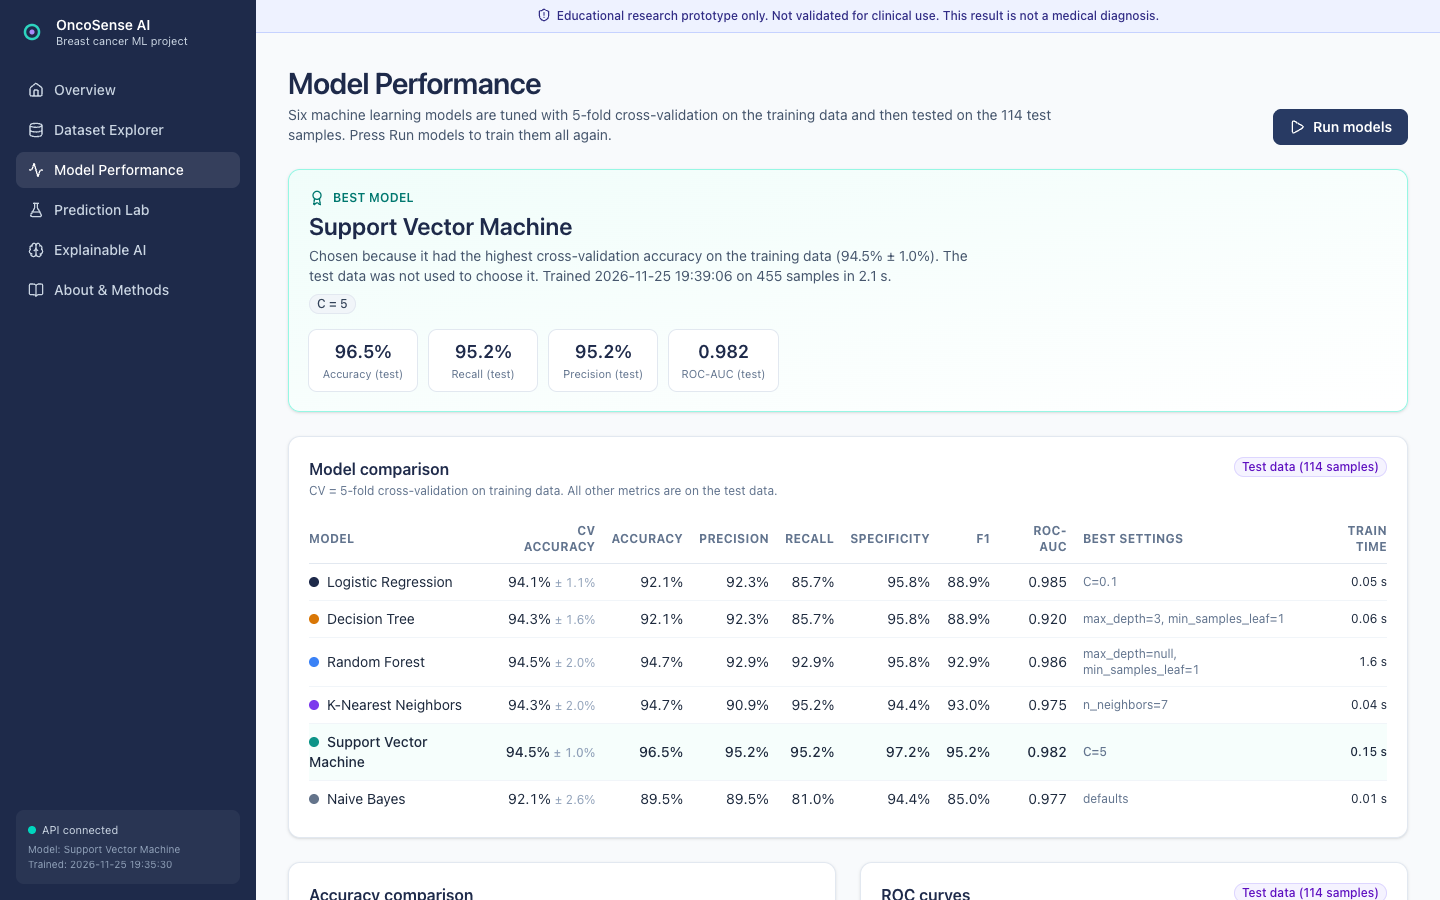 OncoSense AI
Breast cancer ML project
Overview
Dataset Explorer
Model Performance
Prediction Lab
Explainable AI
About & Methods
API connected
Model: Support Vector Machine
Trained: 2026-11-25 19:35:30
Educational research prototype only. Not validated for clinical use. This result is not a medical diagnosis.
Model Performance
Six machine learning models are tuned with 5-fold cross-validation on the training data and then tested on the 114 test
samples. Press Run models to train them all again.
Run models
BEST MODEL
Support Vector Machine
Chosen because it had the highest cross-validation accuracy on the training data (94.5% ± 1.0%). The
test data was not used to choose it. Trained 2026-11-25 19:39:06 on 455 samples in 2.1 s.
C = 5
96.5% 95.2% 95.2% 0.982
Accuracy (test) Recall (test) Precision (test) ROC-AUC (test)
Model comparison
Test data (114 samples)
CV = 5-fold cross-validation on training data. All other metrics are on the test data.
MODEL CV ACCURACY ACCURACY PRECISION RECALL SPECIFICITY F1 ROC-AUC BEST SETTINGS TRAIN TIME
Logistic Regression 94.1% ± 1.1% 92.1% 92.3% 85.7% 95.8% 88.9% 0.985 C=0.1 0.05 s
Decision Tree 94.3% ± 1.6% 92.1% 92.3% 85.7% 95.8% 88.9% 0.920 max_depth=3, min_samples_leaf=1 0.06 s
Random Forest 94.5% ± 2.0% 94.7% 92.9% 92.9% 95.8% 92.9% 0.986 max_depth=null, min_samples_leaf=1 1.6 s
K-Nearest Neighbors 94.3% ± 2.0% 94.7% 90.9% 95.2% 94.4% 93.0% 0.975 n_neighbors=7 0.04 s
Support Vector Machine 94.5% ± 1.0% 96.5% 95.2% 95.2% 97.2% 95.2% 0.982 C=5 0.15 s
Naive Bayes 92.1% ± 2.6% 89.5% 89.5% 81.0% 94.4% 85.0% 0.977 defaults 0.01 s
Accuracy comparison
ROC curves
Test data (114 samples)